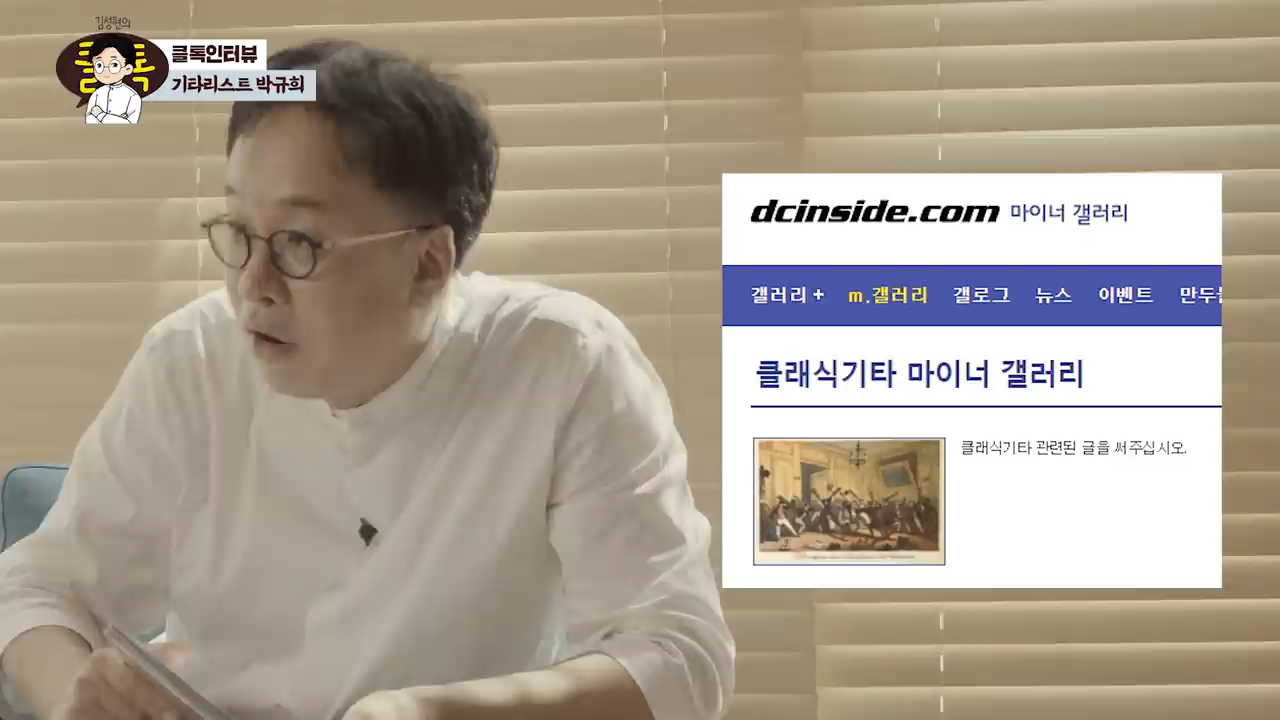 김성현의
클톡
클톡인터뷰
기타리스트 박규희
dcinside.com 마이너 갤러리
갤러리+ m.갤러리 갤로그 뉴스 이벤트
클래식기타 마이너 갤러리
클래식기타 관련된 글을 써주십시오.